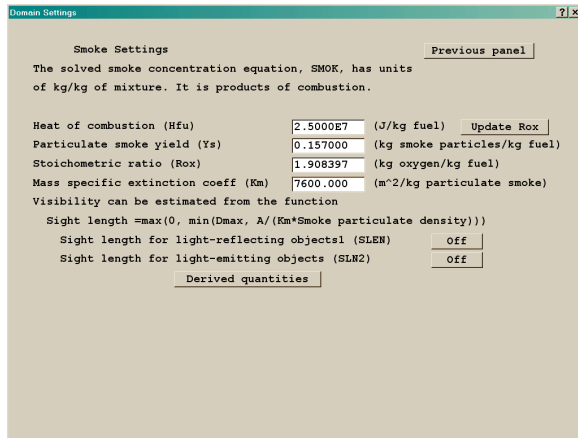 Domain Settings ? ×
Smoke Settings Previous panel
The solved smoke concentration equation, SMOK, has units
of kg/kg of mixture. It is products of combustion.
Heat of combustion (Hfu) 2.5000E7 (J/kg fuel) Update Rox
Particulate smoke yield (Ys) 0.157000 (kg smoke particles/kg fuel)
Stoichometric ratio (Rox) 1.908397 (kg oxygen/kg fuel)
Mass specific extinction coeff (Km) 7600.000 (m^2/kg particulate smoke)
Visibility can be estimated from the function
Sight length =max(0, min(Dmax, A/(Km*Smoke particulate density)))
Sight length for light-reflecting objects1 (SLEN) Off
Sight length for light-emitting objects (SLN2) Off
Derived quantities